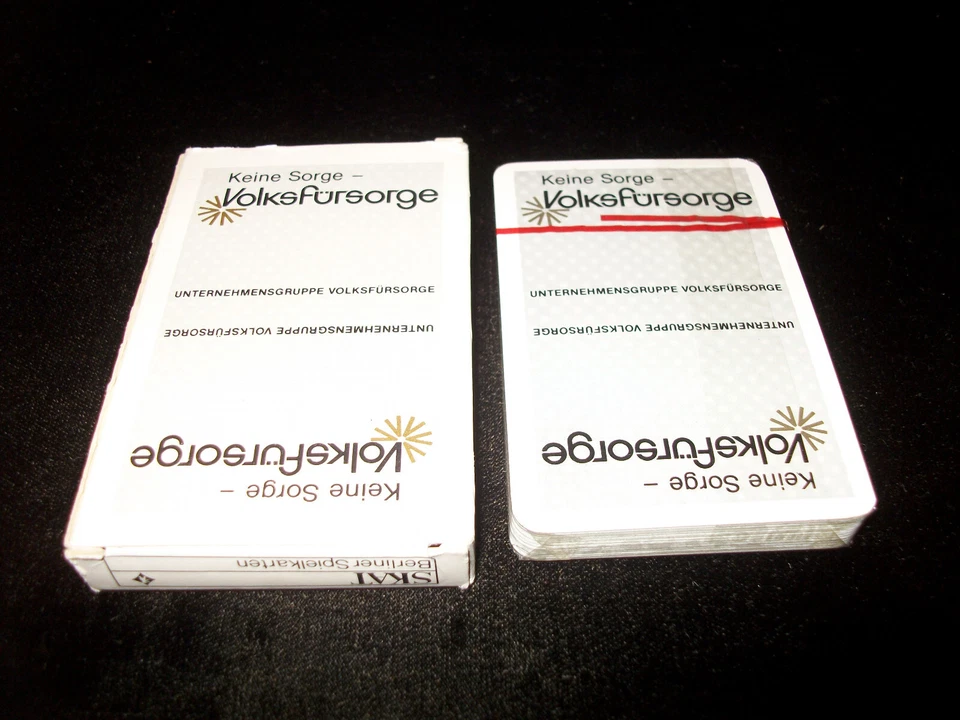 Keine Sorge –
Volksfürsorge
UNTERNEHMENSGRUPPE VOLKSFÜRSORGE
UNTERNEHMENSGRUPPE VOLKSFÜRSORGE
Volksfürsorge
Keine Sorge –
SKAT
Berliner Spielkarten
Keine Sorge –
Volksfürsorge
UNTERNEHMENSGRUPPE VOLKSFÜRSORGE
UNTERNEHMENSGRUPPE VOLKSFÜRSORGE
Volksfürsorge
Keine Sorge –